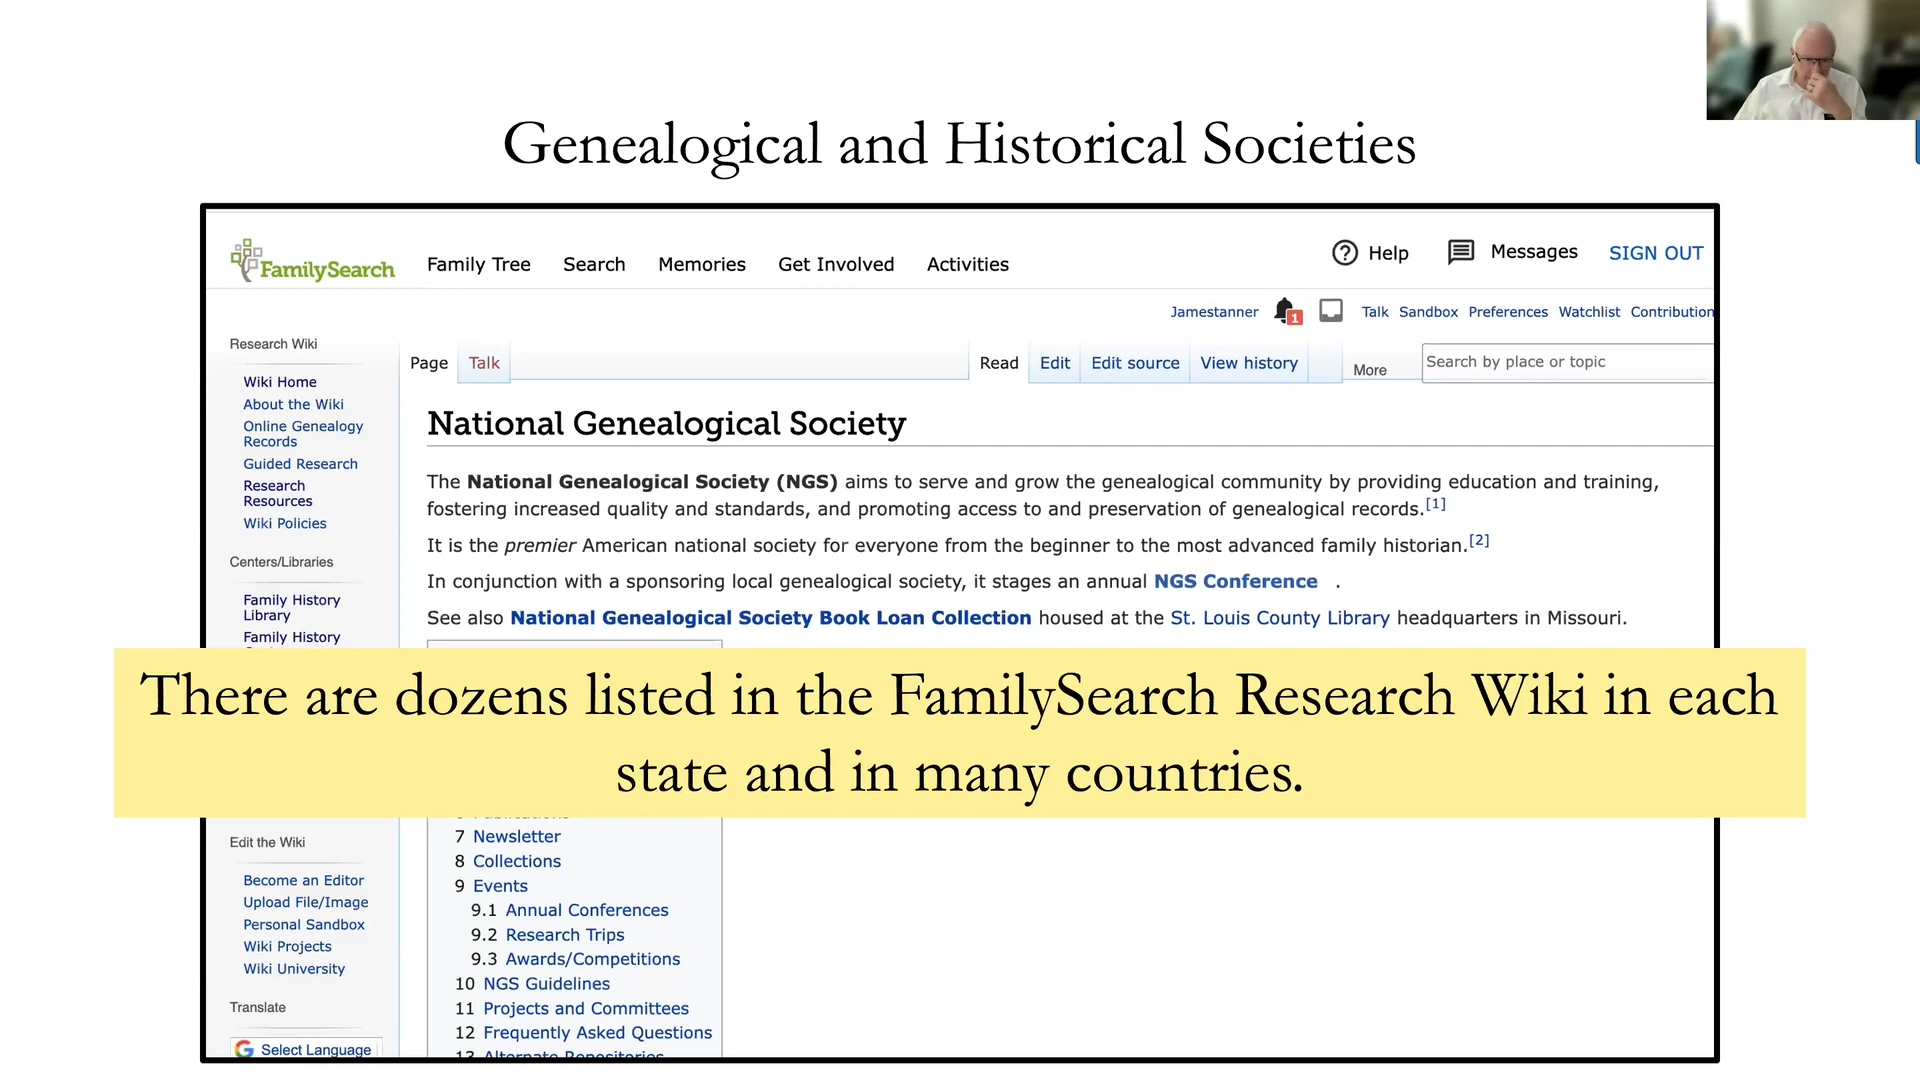 Genealogical and Historical Societies
FamilySearch
Family Tree Search Memories Get Involved Activities
Help Messages SIGN OUT
Jamestanner 1 Talk Sandbox Preferences Watchlist Contribution
Research Wiki
Wiki Home
About the Wiki
Online Genealogy
Records
Guided Research
Research
Resources
Wiki Policies
Centers/Libraries
Family History
Library
Family History
Page Talk Read Edit Edit source View history More Search by place or topic
National Genealogical Society
The National Genealogical Society (NGS) aims to serve and grow the genealogical community by providing education and training,
fostering increased quality and standards, and promoting access to and preservation of genealogical records.[1]
It is the premier American national society for everyone from the beginner to the most advanced family historian.[2]
In conjunction with a sponsoring local genealogical society, it stages an annual NGS Conference .
See also National Genealogical Society Book Loan Collection housed at the St. Louis County Library headquarters in Missouri.
There are dozens listed in the FamilySearch Research Wiki in each
state and in many countries.
Edit the Wiki
Become an Editor
Upload File/Image
Personal Sandbox
Wiki Projects
Wiki University
Translate
Select Language
7 Newsletter
8 Collections
9 Events
9.1 Annual Conferences
9.2 Research Trips
9.3 Awards/Competitions
10 NGS Guidelines
11 Projects and Committees
12 Frequently Asked Questions
13 Alternate Repositories